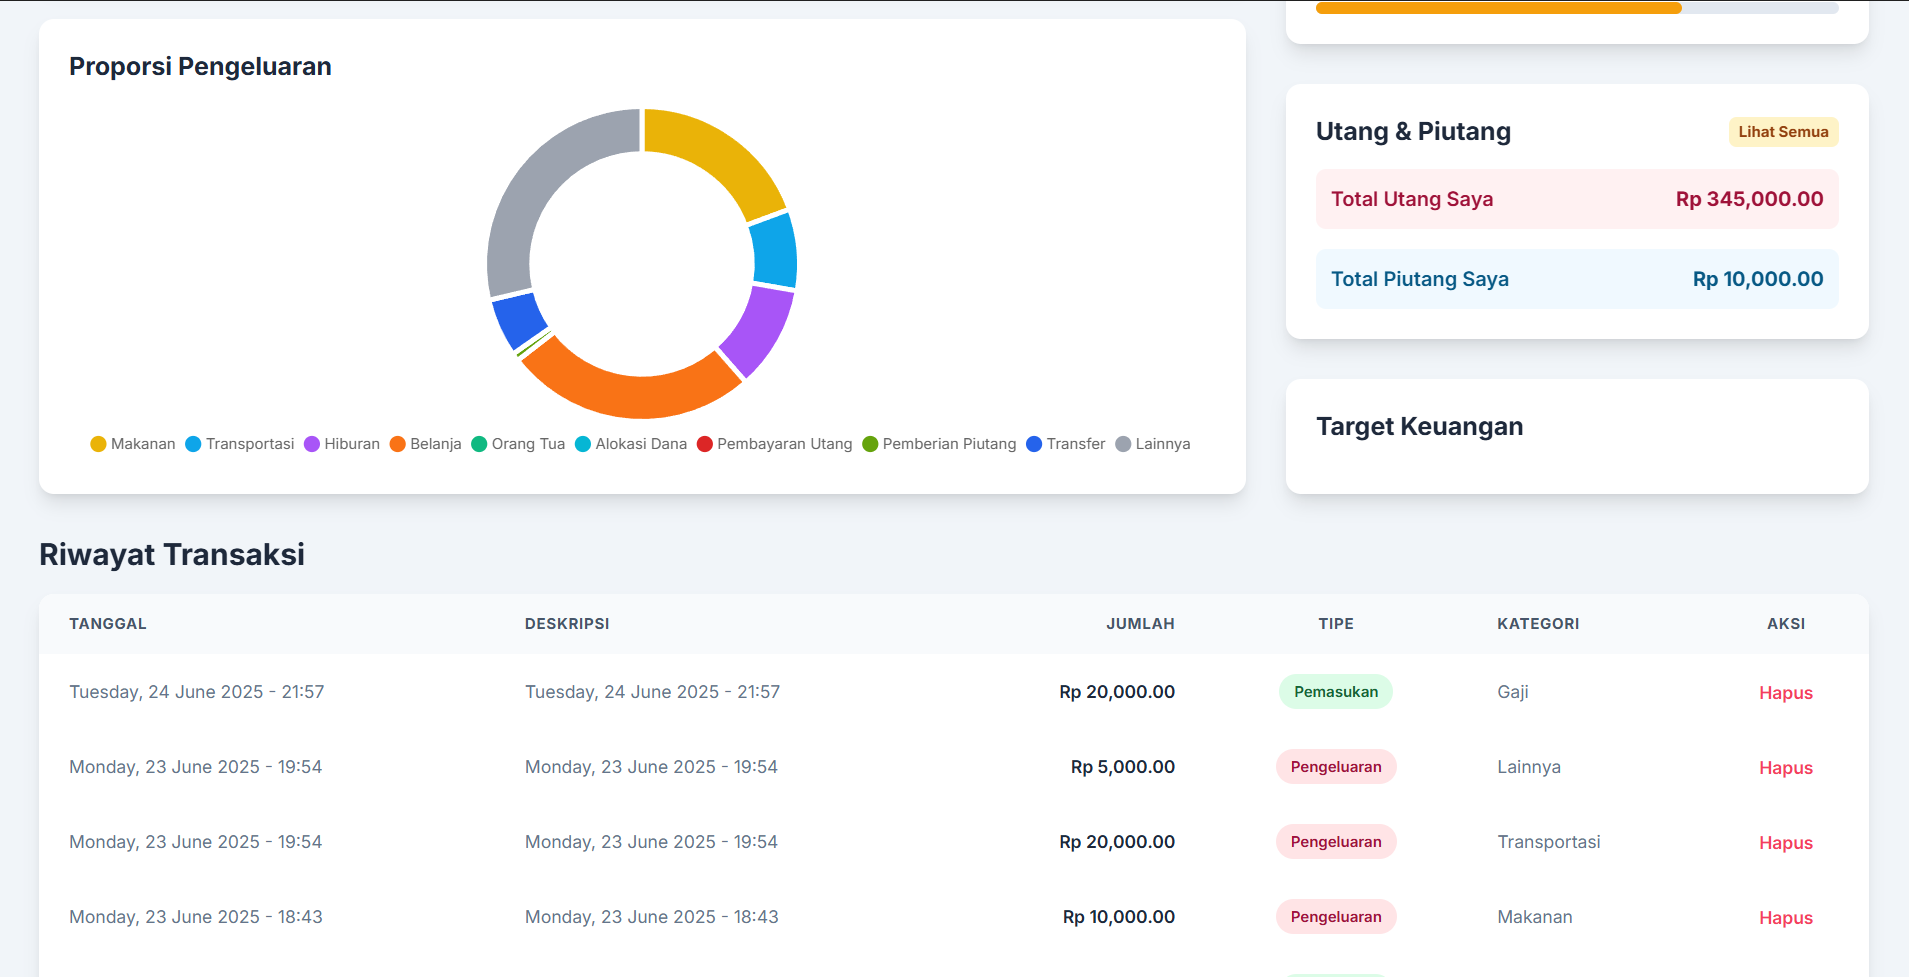 Proporsi Pengeluaran
Makanan Transportasi Hiburan Belanja Orang Tua Alokasi Dana Pembayaran Utang Pemberian Piutang Transfer Lainnya
Utang & Piutang Lihat Semua
Total Utang Saya Rp 345,000.00
Total Piutang Saya Rp 10,000.00
Target Keuangan
Riwayat Transaksi
TANGGAL DESKRIPSI JUMLAH TIPE KATEGORI AKSI
Tuesday, 24 June 2025 - 21:57 Tuesday, 24 June 2025 - 21:57 Rp 20,000.00 Pemasukan Gaji Hapus
Monday, 23 June 2025 - 19:54 Monday, 23 June 2025 - 19:54 Rp 5,000.00 Pengeluaran Lainnya Hapus
Monday, 23 June 2025 - 19:54 Monday, 23 June 2025 - 19:54 Rp 20,000.00 Pengeluaran Transportasi Hapus
Monday, 23 June 2025 - 18:43 Monday, 23 June 2025 - 18:43 Rp 10,000.00 Pengeluaran Makanan Hapus